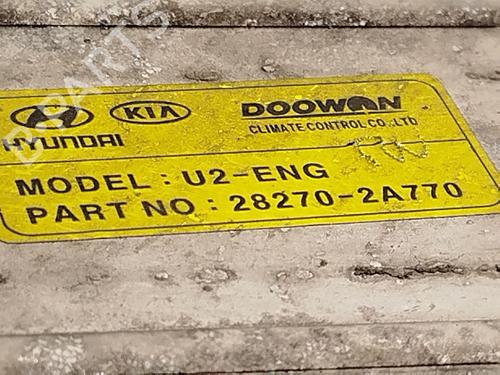 HYUNDAI KIA DOOWON
CLIMATE CONTROL CO., LTD
MODEL : U2-ENG
PART NO : 28270-2A770